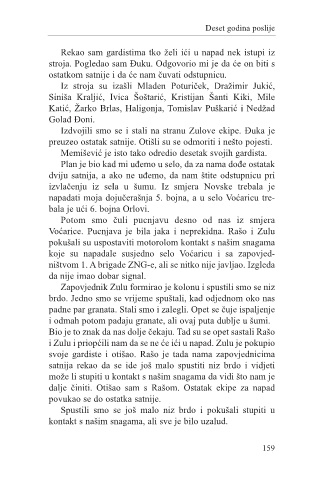 Deset godina poslije
Rekao sam gardistima tko želi ići u napad nek istupi iz
stroja. Pogledao sam Đuku. Odgovorio mi je da će on biti s
ostatkom satnije i da će nam čuvati odstupnicu.
Iz stroja su izašli Mladen Poturiček, Dražimir Jukić,
Siniša Kraljić, Ivica Šoštarić, Kristijan Šanti Kiki, Mile
Katić, Žarko Brlas, Haligonja, Tomislav Puškarić i Nedžad
Golađ Đoni.
Izdvojili smo se i stali na stranu Zulove ekipe. Đuka je
preuzeo ostatak satnije. Otišli su se odmoriti i nešto pojesti.
Memišević je isto tako odredio desetak svojih gardista.
Plan je bio kad mi uđemo u selo, da za nama dođe ostatak
dviju satnija, a ako ne uđemo, da nam štite odstupnicu pri
izvlačenju iz sela u šumu. Iz smjera Novske trebala je
napadati moja dojučerašnja 5. bojna, a u selo Voćaricu tre-
bala je ući 6. bojna Orlovi.
Potom smo čuli pucnjavu desno od nas iz smjera
Voćarice. Pucnjava je bila jaka i neprekidna. Rašo i Zulu
pokušali su uspostaviti motorolom kontakt s našim snagama
koje su napadale susjedno selo Voćaricu i sa zapovjed-
ništvom 1. A brigade ZNG-e, ali se nitko nije javljao. Izgleda
da nije imao dobar signal.
Zapovjednik Zulu formirao je kolonu i spustili smo se niz
brdo. Jedno smo se vrijeme spuštali, kad odjednom oko nas
padne par granata. Stali smo i zalegli. Opet se čuje ispaljenje
i odmah potom padaju granate, ali ovaj puta dublje u šumi.
Bio je to znak da nas dolje čekaju. Tad su se opet sastali Rašo
i Zulu i priopćili nam da se ne će ići u napad. Zulu je pokupio
svoje gardiste i otišao. Rašo je tada nama zapovjednicima
satnija rekao da se ide još malo spustiti niz brdo i vidjeti
može li stupiti u kontakt s našim snagama da vidi što nam je
dalje činiti. Otišao sam s Rašom. Ostatak ekipe za napad
povukao se do ostatka satnije.
Spustili smo se još malo niz brdo i pokušali stupiti u
kontakt s našim snagama, ali sve je bilo uzalud.
159